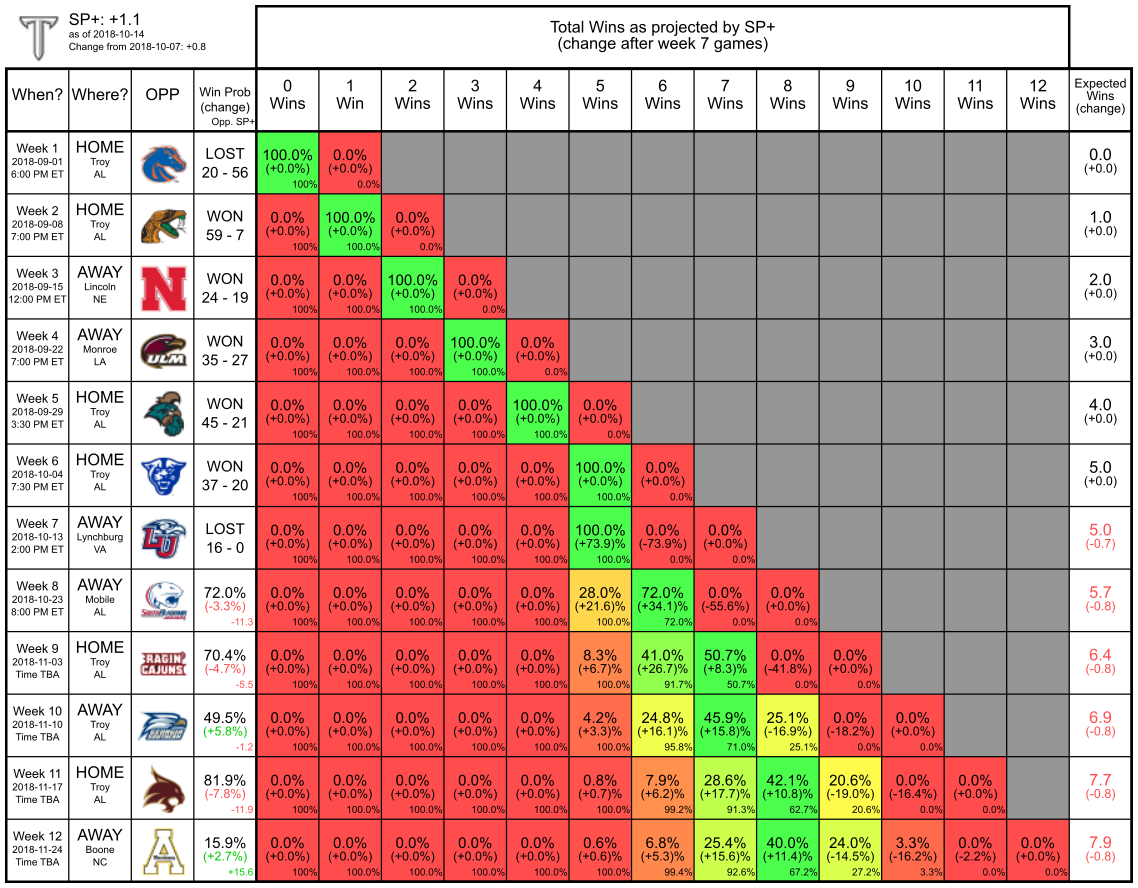 T
SP+: +1.1
as of 2018-10-14
Change from 2018-10-07: +0.8
Total Wins as projected by SP+
(change after week 7 games)
When? Where? OPP Win Prob (change) Opp. SP+ 0 Wins 1 Win 2 Wins 3 Wins 4 Wins 5 Wins 6 Wins 7 Wins 8 Wins 9 Wins 10 Wins 11 Wins 12 Wins Expected Wins (change)
Week 1 HOME LOST 100.0% 0.0% 0.0
2018-09-01 Troy (+0.0%) (+0.0%) (+0.0)
6:00 PM ET AL 20 - 56 100% 0.0%
Week 2 HOME WON 0.0% 100.0% 0.0% 1.0
2018-09-08 Troy (+0.0%) (+0.0%) (+0.0%) (+0.0)
7:00 PM ET AL 59 - 7 100% 100.0% 0.0%
Week 3 AWAY N WON 0.0% 0.0% 100.0% 0.0% 2.0
2018-09-15 Lincoln (+0.0%) (+0.0%) (+0.0%) (+0.0%) (+0.0)
12:00 PM ET NE 24 - 19 100% 100.0% 100.0% 0.0%
Week 4 AWAY ULM WON 0.0% 0.0% 0.0% 100.0% 0.0% 3.0
2018-09-22 Monroe (+0.0%) (+0.0%) (+0.0%) (+0.0%) (+0.0%) (+0.0)
7:00 PM ET LA 35 - 27 100% 100.0% 100.0% 100.0% 0.0%
Week 5 HOME WON 0.0% 0.0% 0.0% 0.0% 100.0% 0.0% 4.0
2018-09-29 Troy (+0.0%) (+0.0%) (+0.0%) (+0.0%) (+0.0%) (+0.0%) (+0.0)
3:30 PM ET AL 45 - 21 100% 100.0% 100.0% 100.0% 100.0% 0.0%
Week 6 HOME WON 0.0% 0.0% 0.0% 0.0% 0.0% 100.0% 0.0% 5.0
2018-10-04 Troy (+0.0%) (+0.0%) (+0.0%) (+0.0%) (+0.0%) (+0.0%) (+0.0%) (+0.0)
7:30 PM ET AL 37 - 20 100% 100.0% 100.0% 100.0% 100.0% 100.0% 0.0%
Week 7 AWAY LU LOST 0.0% 0.0% 0.0% 0.0% 0.0% 100.0% 0.0% 0.0% 5.0
2018-10-13 Lynchburg (+0.0%) (+0.0%) (+0.0%) (+0.0%) (+0.0%) (+73.9)% (-73.9%) (+0.0%) (-0.7)
2:00 PM ET VA 16 - 0 100% 100.0% 100.0% 100.0% 100.0% 100.0% 0.0% 0.0%
Week 8 AWAY 72.0% 0.0% 0.0% 0.0% 0.0% 0.0% 28.0% 72.0% 0.0% 0.0% 5.7
2018-10-23 Mobile (-3.3%) (+0.0%) (+0.0%) (+0.0%) (+0.0%) (+0.0%) (+21.6)% (+34.1)% (-55.6%) (+0.0%) (-0.8)
8:00 PM ET AL -11.3 100% 100.0% 100.0% 100.0% 100.0% 100.0% 72.0% 0.0% 0.0%
Week 9 HOME RAGIN' CAJUNS 70.4% 0.0% 0.0% 0.0% 0.0% 0.0% 8.3% 41.0% 50.7% 0.0% 0.0% 6.4
2018-11-03 Troy (-4.7%) (+0.0%) (+0.0%) (+0.0%) (+0.0%) (+0.0%) (+6.7)% (+26.7)% (+8.3)% (-41.8%) (+0.0%) (-0.8)
Time TBA AL -5.5 100% 100.0% 100.0% 100.0% 100.0% 100.0% 91.7% 50.7% 0.0% 0.0%
Week 10 AWAY 49.5% 0.0% 0.0% 0.0% 0.0% 0.0% 4.2% 24.8% 45.9% 25.1% 0.0% 0.0% 6.9
2018-11-10 Troy (+5.8%) (+0.0%) (+0.0%) (+0.0%) (+0.0%) (+0.0%) (+3.3)% (+16.1)% (+15.8)% (-16.9%) (-18.2%) (+0.0%) (-0.8)
Time TBA AL -1.2 100% 100.0% 100.0% 100.0% 100.0% 100.0% 95.8% 71.0% 25.1% 0.0% 0.0%
Week 11 HOME 81.9% 0.0% 0.0% 0.0% 0.0% 0.0% 0.8% 7.9% 28.6% 42.1% 20.6% 0.0% 0.0% 7.7
2018-11-17 Troy (-7.8%) (+0.0%) (+0.0%) (+0.0%) (+0.0%) (+0.0%) (+0.7)% (+6.2)% (+17.7)% (+10.8)% (-19.0%) (-16.4%) (+0.0%) (-0.8)
Time TBA AL -11.9 100% 100.0% 100.0% 100.0% 100.0% 100.0% 99.2% 91.3% 62.7% 20.6% 0.0% 0.0%
Week 12 AWAY A 15.9% 0.0% 0.0% 0.0% 0.0% 0.0% 0.6% 6.8% 25.4% 40.0% 24.0% 3.3% 0.0% 0.0% 7.9
2018-11-24 Boone (+2.7%) (+0.0%) (+0.0%) (+0.0%) (+0.0%) (+0.0%) (+0.6)% (+5.3)% (+15.6)% (+11.4)% (-14.5%) (-16.2%) (-2.2%) (+0.0%) (-0.8)
Time TBA NC +15.6 100% 100.0% 100.0% 100.0% 100.0% 100.0% 99.4% 92.6% 67.2% 27.2% 3.3% 0.0% 0.0%